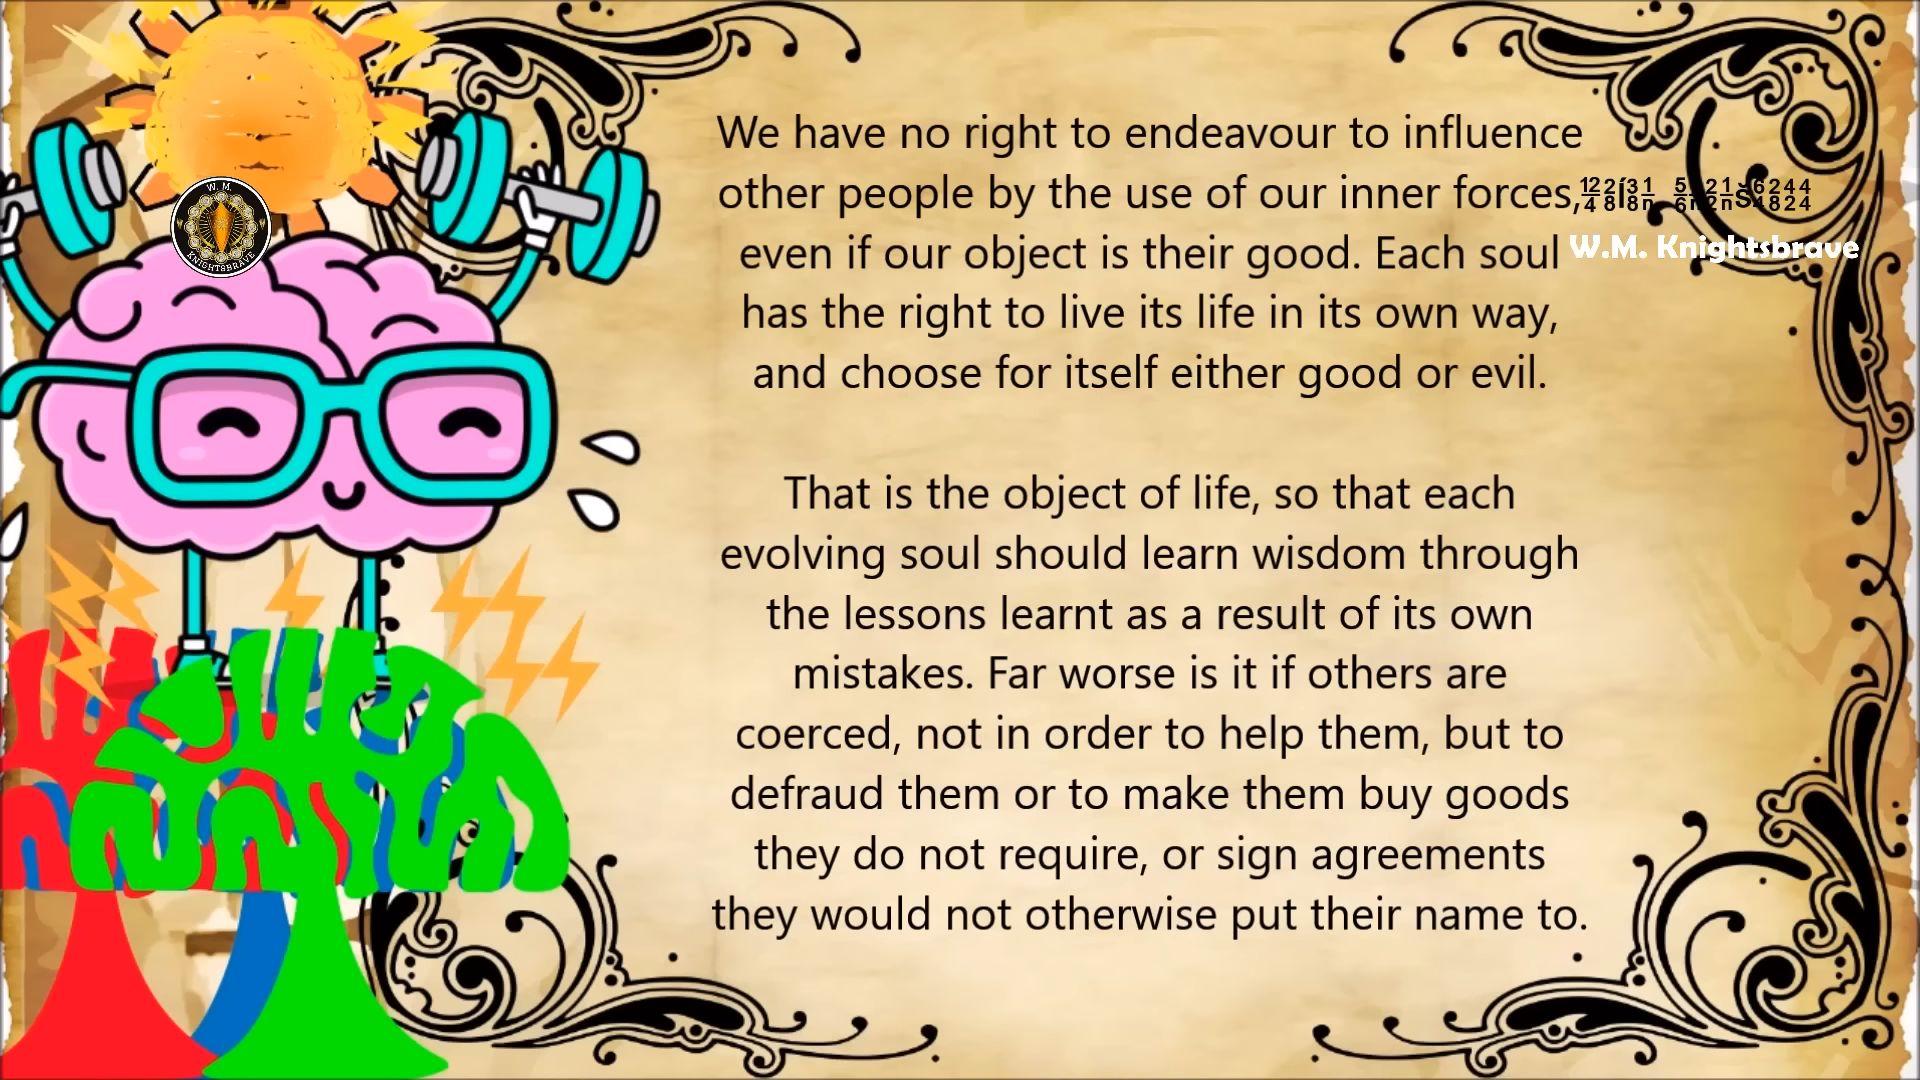 We have no right to endeavour to influence
other people by the use of our inner forces,
even if our object is their good. Each soul
has the right to live its life in its own way,
and choose for itself either good or evil.
That is the object of life, so that each
evolving soul should learn wisdom through
the lessons learnt as a result of its own
mistakes. Far worse is it if others are
coerced, not in order to help them, but to
defraud them or to make them buy goods
they do not require, or sign agreements
they would not otherwise put their name to.
W.M. Knightsbrave
W. M.
KNIGHTSBRAVE